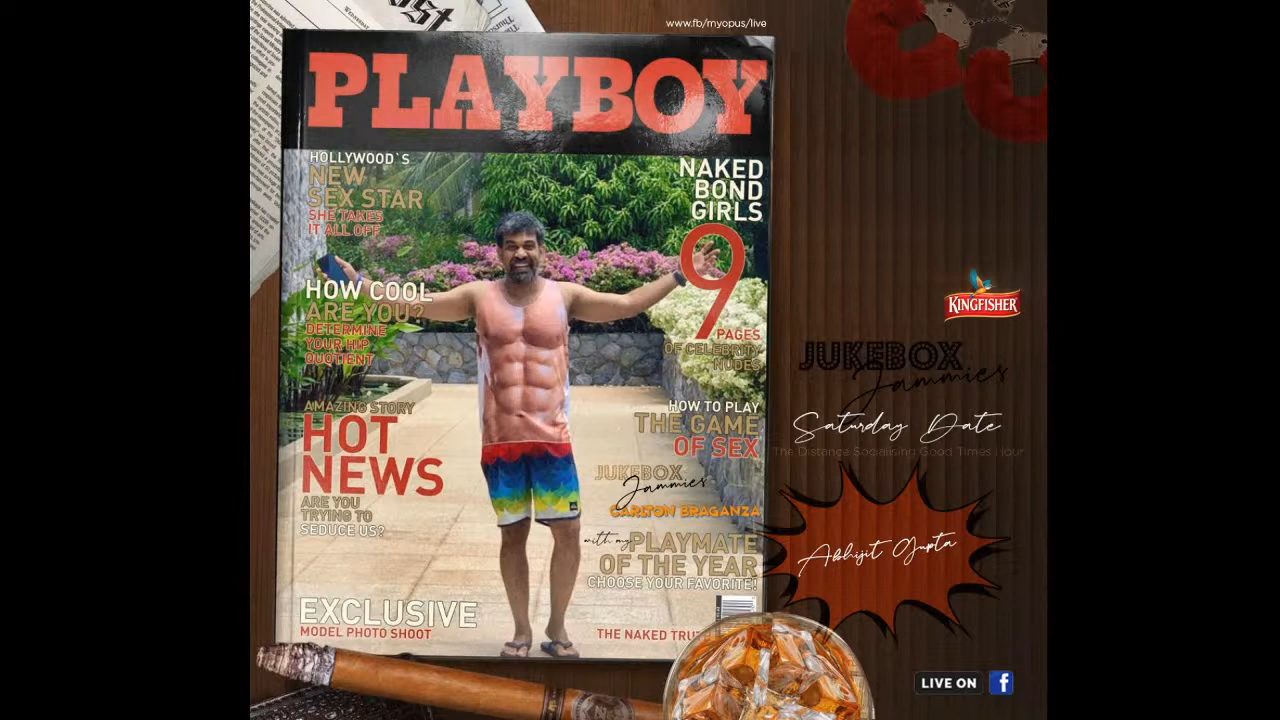 www.fb/myopus/live
WEDNESDAY
PLAYBOY
HOLLYWOOD`S
NEW
SEX STAR
SHE TAKES
IT ALL OFF
NAKED
BOND
GIRLS
9
PAGES
OF CELEBRITY
NUDES
HOW COOL
ARE YOU?
DETERMINE
YOUR HIP
QUOTIENT
AMAZING STORY
HOT
NEWS
ARE YOU
TRYING TO
SEDUCE US?
HOW TO PLAY
THE GAME
OF SEX
JUKEBOX
Jammies
CARLTON BRAGANZA
with my PLAYMATE
OF THE YEAR
CHOOSE YOUR FAVORITE!
EXCLUSIVE
MODEL PHOTO SHOOT
THE NAKED
KINGFISHER
JUKEBOX
Jammies
Saturday Date
The Distance Socialising Good Times Hour
Abhijit Gupta
LIVE ON f